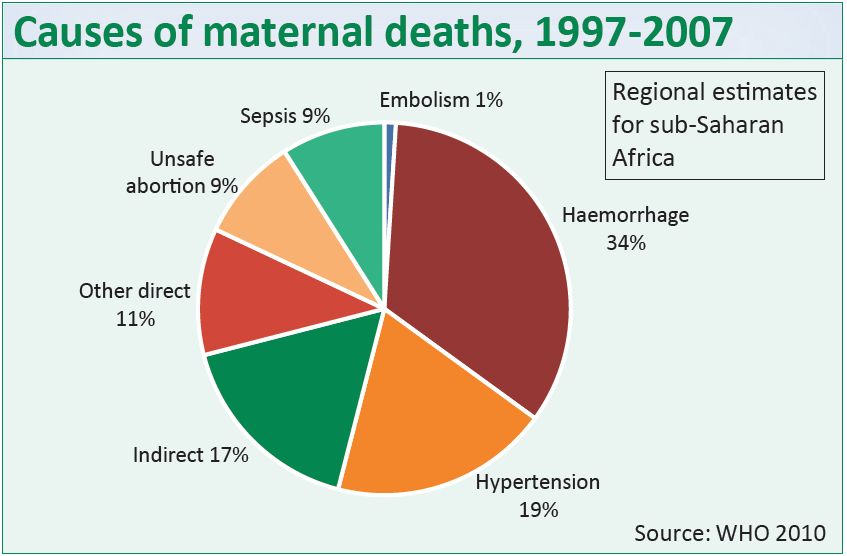 Causes of maternal deaths, 1997-2007
Regional estimates
for sub-Saharan
Africa
Embolism 1%
Sepsis 9%
Unsafe
abortion 9%
Haemorrhage
34%
Other direct
11%
Indirect 17%
Hypertension
19%
Source: WHO 2010